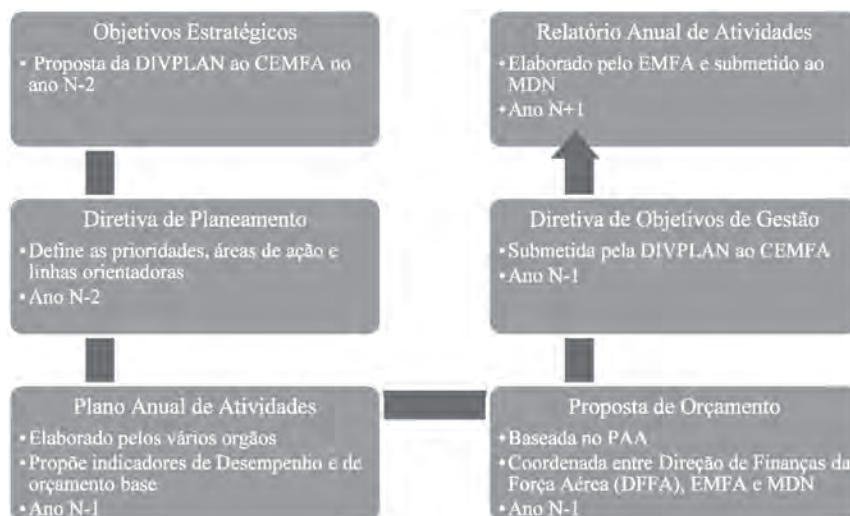 Objetivos Estratégicos
• Proposta da DIVPLAN ao CEMFA no
ano N-2
Diretiva de Planeamento
• Define as prioridades, áreas de ação e
linhas orientadoras
• Ano N-2
Plano Anual de Atividades
• Elaborado pelos vários orgãos
• Propõe indicadores de Desempenho e de
orçamento base
• Ano N-1
Proposta de Orçamento
• Baseada no PAA
• Coordenada entre Direção de Finanças da
Força Aérea (DFFA), EMFA e MDN
• Ano N-1
Diretiva de Objetivos de Gestão
• Submetida pela DIVPLAN ao CEMFA
• Ano N-1
Relatório Anual de Atividades
• Elaborado pelo EMFA e submetido ao
MDN
• Ano N+1